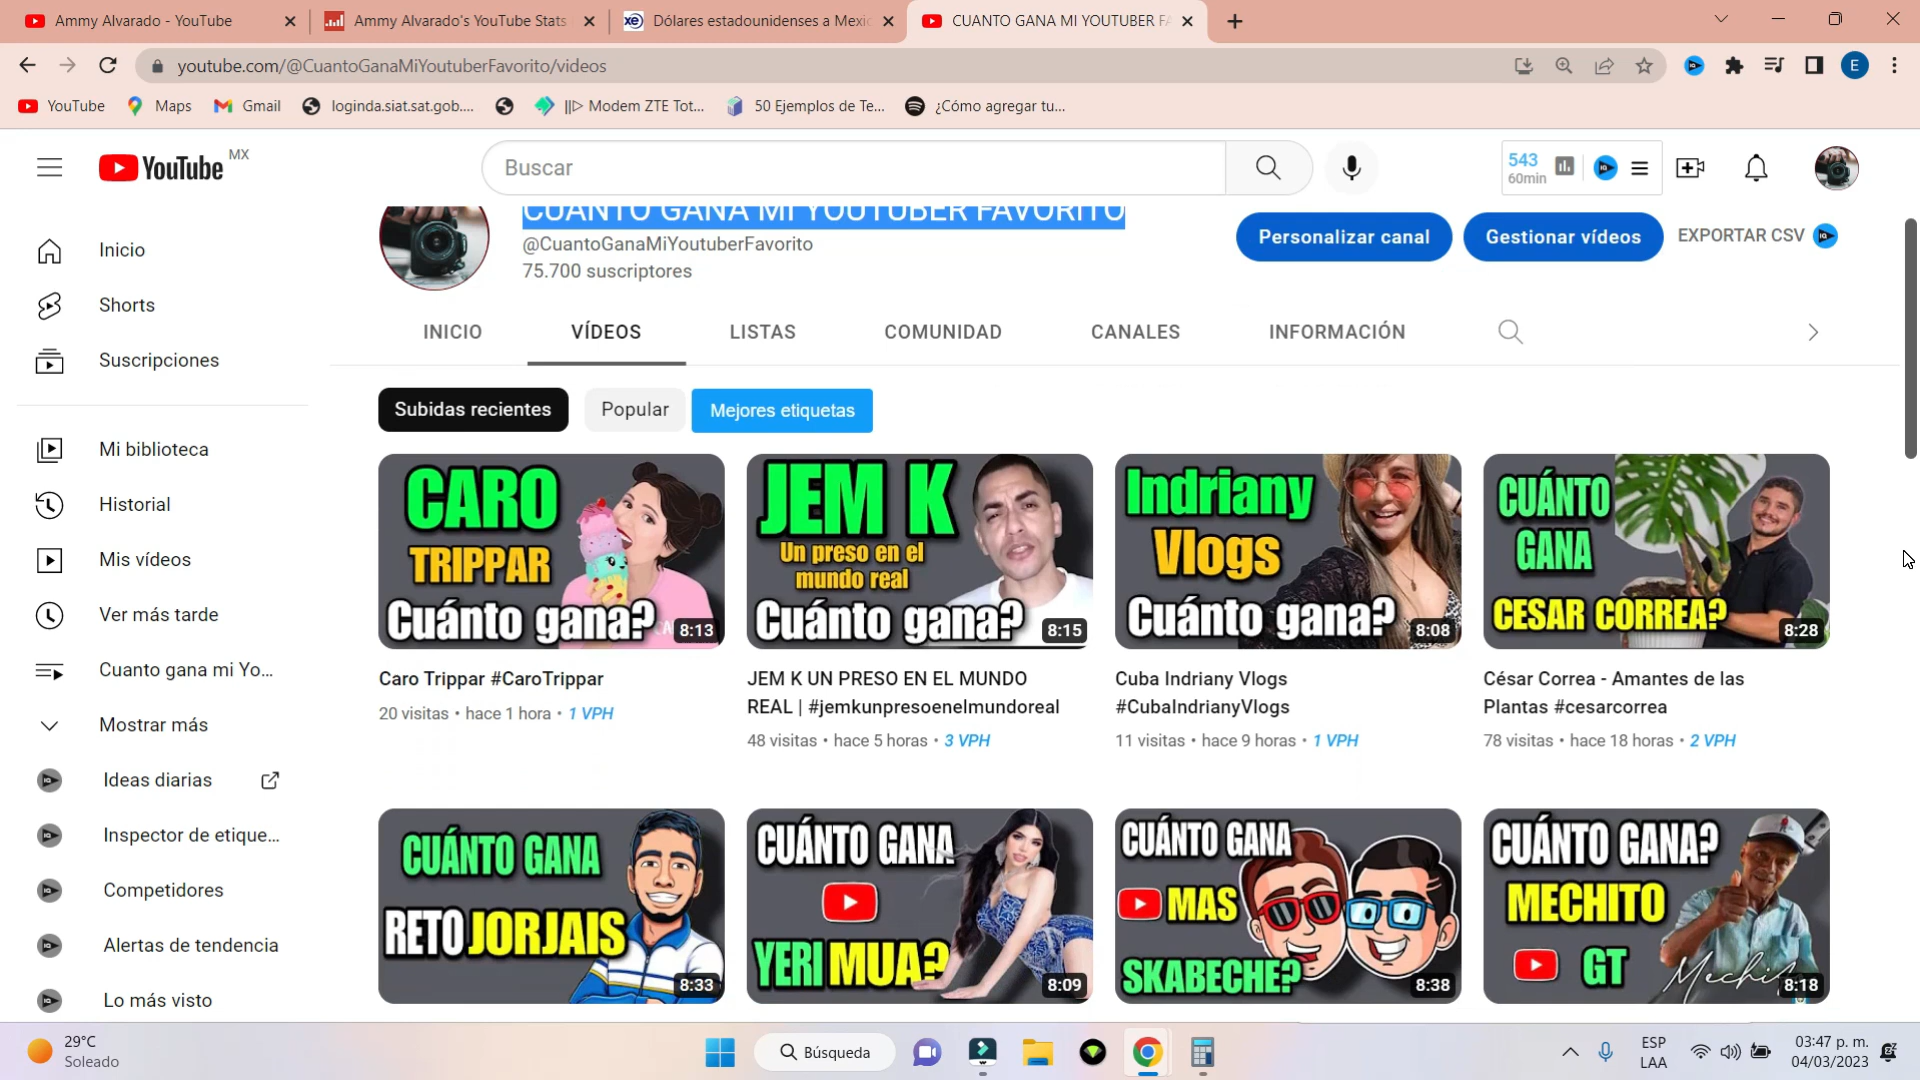 Ammy Alvarado - YouTube
Ammy Alvarado's YouTube Stats
Dólares estadounidenses a Mexic
CUANTO GANA MI YOUTUBER FA
youtube.com/@CuantoGanaMiYoutuberFavorito/videos
E
YouTube
Maps
Gmail
loginda.siat.sat.gob....
||▷ Modem ZTE Tot...
50 Ejemplos de Te...
¿Cómo agregar tu...
YouTube MX
Buscar
543
60min
CUANTO GANA MI YOUTUBER FAVORITO
@CuantoGanaMiYoutuberFavorito
75.700 suscriptores
Personalizar canal
Gestionar vídeos
EXPORTAR CSV
Inicio
Shorts
Suscripciones
Mi biblioteca
Historial
Mis vídeos
Ver más tarde
Cuanto gana mi Yo...
Mostrar más
Ideas diarias
Inspector de etique...
Competidores
Alertas de tendencia
Lo más visto
INICIO
VÍDEOS
LISTAS
COMUNIDAD
CANALES
INFORMACIÓN
Subidas recientes
Popular
Mejores etiquetas
CARO
TRIPPAR
Cuánto gana?
8:13
Caro Trippar #CaroTrippar
20 visitas • hace 1 hora • 1 VPH
JEM K
Un preso en el
mundo real
Cuánto gana?
8:15
JEM K UN PRESO EN EL MUNDO
REAL | #jemkunpresoenelmundoreal
48 visitas • hace 5 horas • 3 VPH
Indriany
Vlogs
Cuánto gana?
8:08
Cuba Indriany Vlogs
#CubaIndrianyVlogs
11 visitas • hace 9 horas • 1 VPH
CUÁNTO
GANA
CESAR CORREA?
8:28
César Correa - Amantes de las
Plantas #cesarcorrea
78 visitas • hace 18 horas • 2 VPH
CUÁNTO GANA
RETO JORJAIS
8:33
CUÁNTO GANA
YERI MUA?
8:09
CUÁNTO GANA
MAS
SKABECHE?
8:38
CUÁNTO GANA?
MECHITO
GT
8:18
29°C
Soleado
Búsqueda
ESP
LAA
03:47 p. m.
04/03/2023